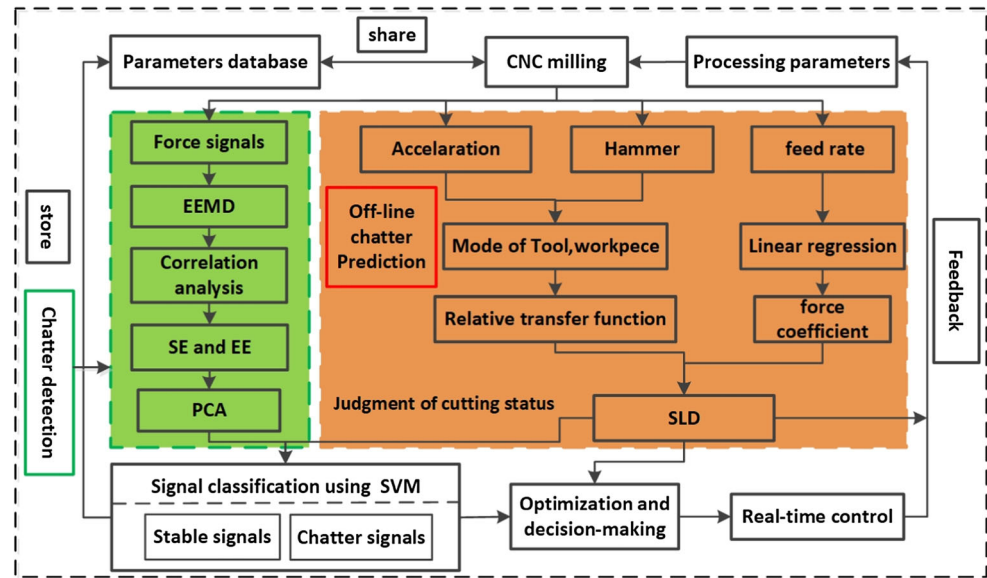 share
Parameters database
CNC milling
Processing parameters
Force signals
Accelaration
Hammer
feed rate
store
EEMD
Off-line
chatter
Prediction
Mode of Tool,workpece
Linear regression
Feedback
Correlation
analysis
Relative transfer function
force
coefficient
Chatter detection
SE and EE
PCA
Judgment of cutting status
SLD
Signal classification using SVM
Stable signals
Chatter signals
Optimization and
decision-making
Real-time control